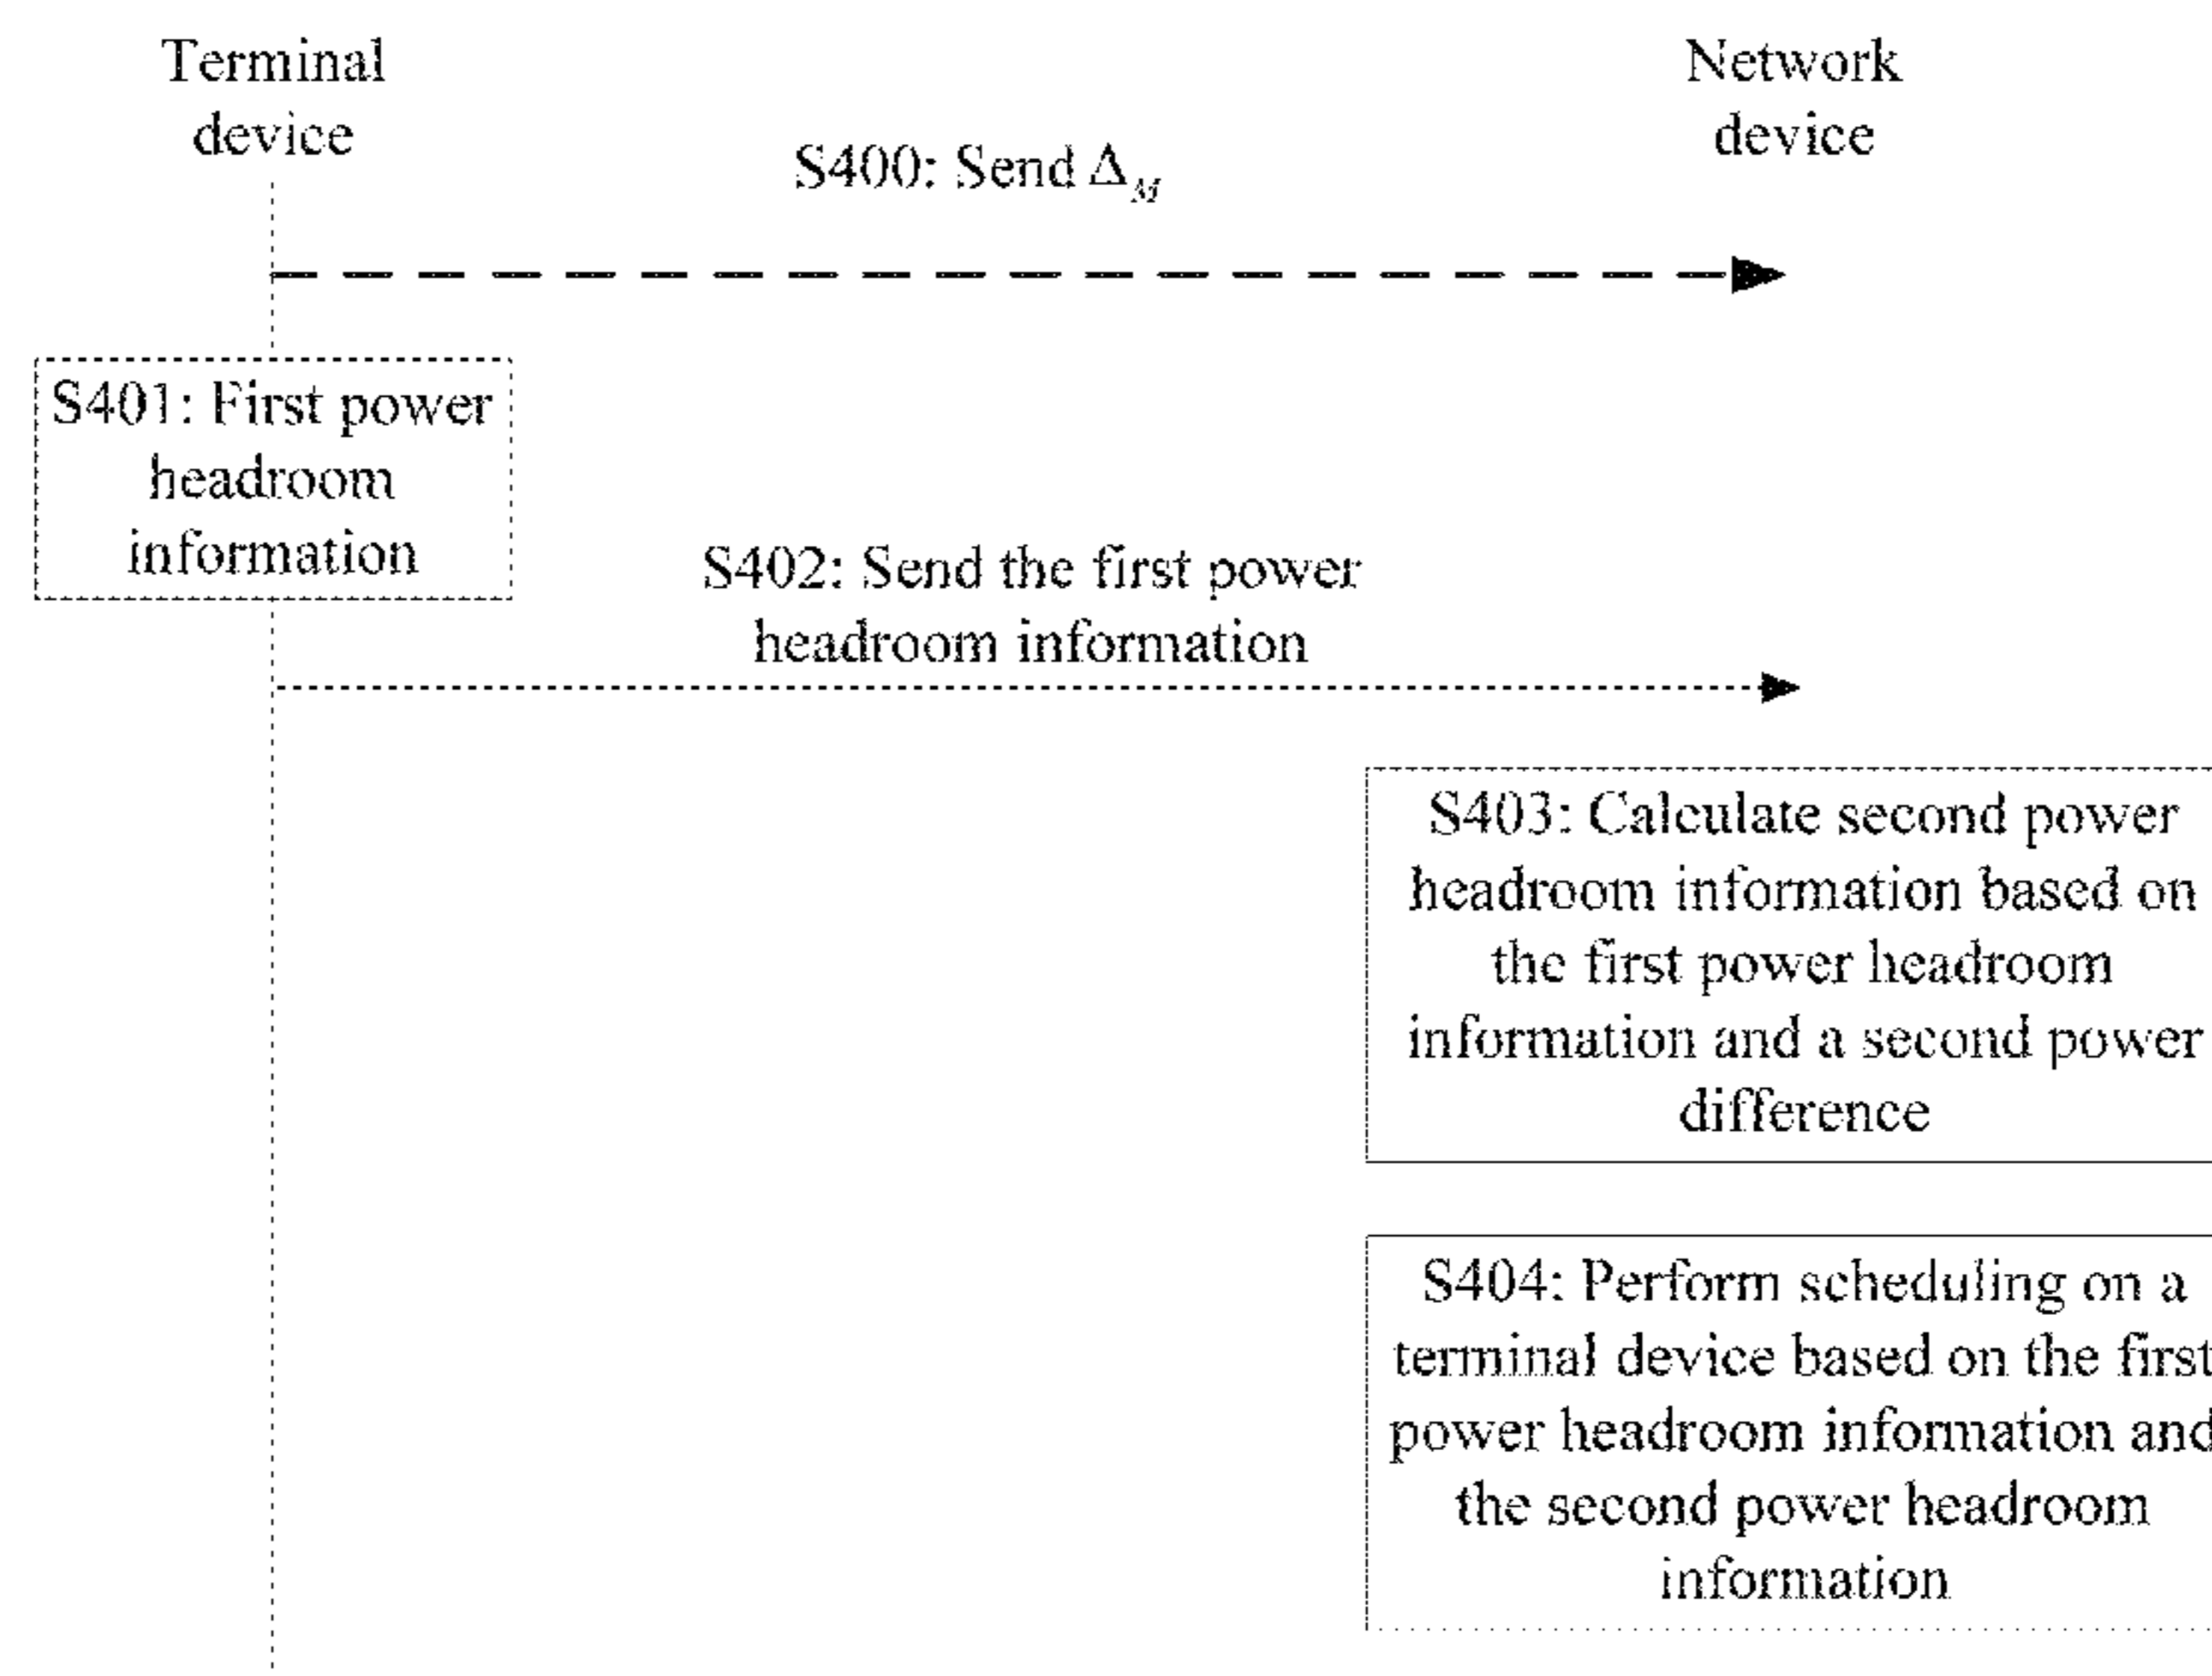 Terminal
device
Network
device
S400: Send Δ_M
S401: First power
headroom
information
S402: Send the first power
headroom information
S403: Calculate second power
headroom information based on
the first power headroom
information and a second power
difference
S404: Perform scheduling on a
terminal device based on the first
power headroom information and
the second power headroom
information